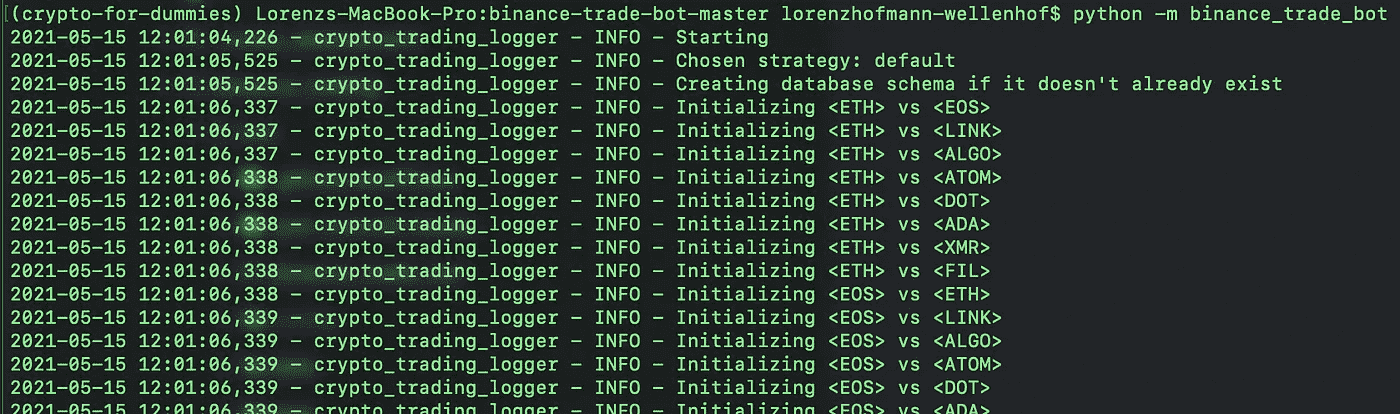 [(crypto-for-dummies) Lorenzs-MacBook-Pro:binance-trade-bot-master lorenzhofmann-wellenhof$ python -m binance_trade_bot
2021-05-15 12:01:04,226 - crypto_trading_logger - INFO - Starting
2021-05-15 12:01:05,525 - crypto_trading_logger - INFO - Chosen strategy: default
2021-05-15 12:01:05,525 - crypto_trading_logger - INFO - Creating database schema if it doesn't already exist
2021-05-15 12:01:06,337 - crypto_trading_logger - INFO - Initializing <ETH> vs <EOS>
2021-05-15 12:01:06,337 - crypto_trading_logger - INFO - Initializing <ETH> vs <LINK>
2021-05-15 12:01:06,337 - crypto_trading_logger - INFO - Initializing <ETH> vs <ALGO>
2021-05-15 12:01:06,338 - crypto_trading_logger - INFO - Initializing <ETH> vs <ATOM>
2021-05-15 12:01:06,338 - crypto_trading_logger - INFO - Initializing <ETH> vs <DOT>
2021-05-15 12:01:06,338 - crypto_trading_logger - INFO - Initializing <ETH> vs <ADA>
2021-05-15 12:01:06,338 - crypto_trading_logger - INFO - Initializing <ETH> vs <XMR>
2021-05-15 12:01:06,338 - crypto_trading_logger - INFO - Initializing <ETH> vs <FIL>
2021-05-15 12:01:06,338 - crypto_trading_logger - INFO - Initializing <EOS> vs <ETH>
2021-05-15 12:01:06,339 - crypto_trading_logger - INFO - Initializing <EOS> vs <LINK>
2021-05-15 12:01:06,339 - crypto_trading_logger - INFO - Initializing <EOS> vs <ALGO>
2021-05-15 12:01:06,339 - crypto_trading_logger - INFO - Initializing <EOS> vs <ATOM>
2021-05-15 12:01:06,339 - crypto_trading_logger - INFO - Initializing <EOS> vs <DOT>
2021-05-15 12:01:06,339 - crypto_trading_logger - INFO - Initializing <EOS> vs <ADA>